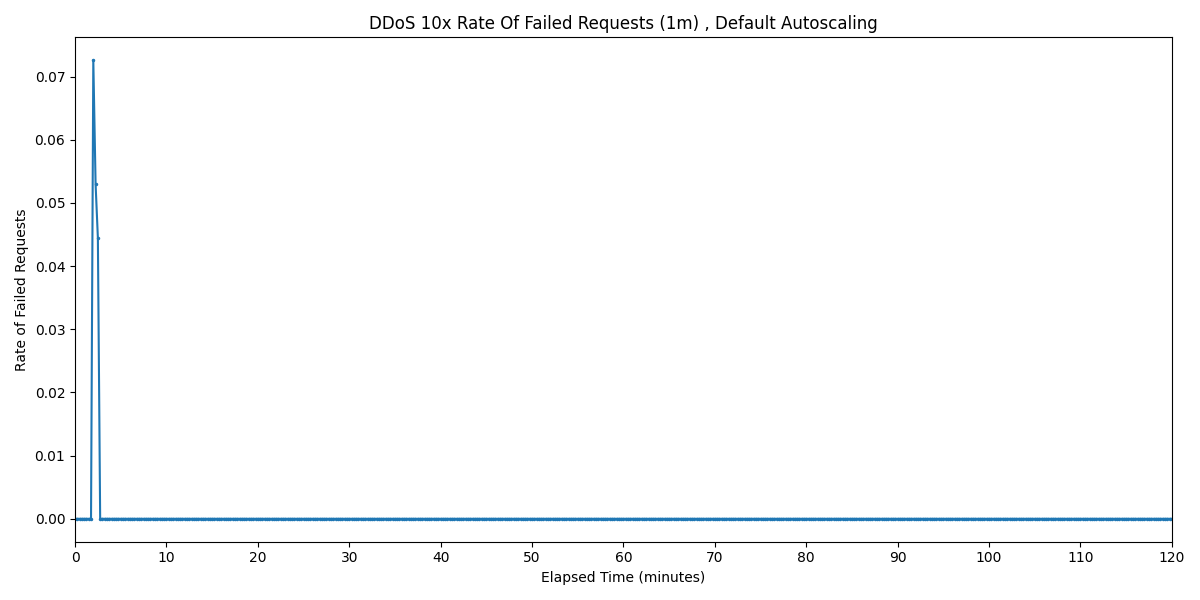 DDoS 10x Rate Of Failed Requests (1m) , Default Autoscaling
Rate of Failed Requests
0.07
0.06
0.05
0.04
0.03
0.02
0.01
0.00
0 10 20 30 40 50 60 70 80 90 100 110 120
Elapsed Time (minutes)